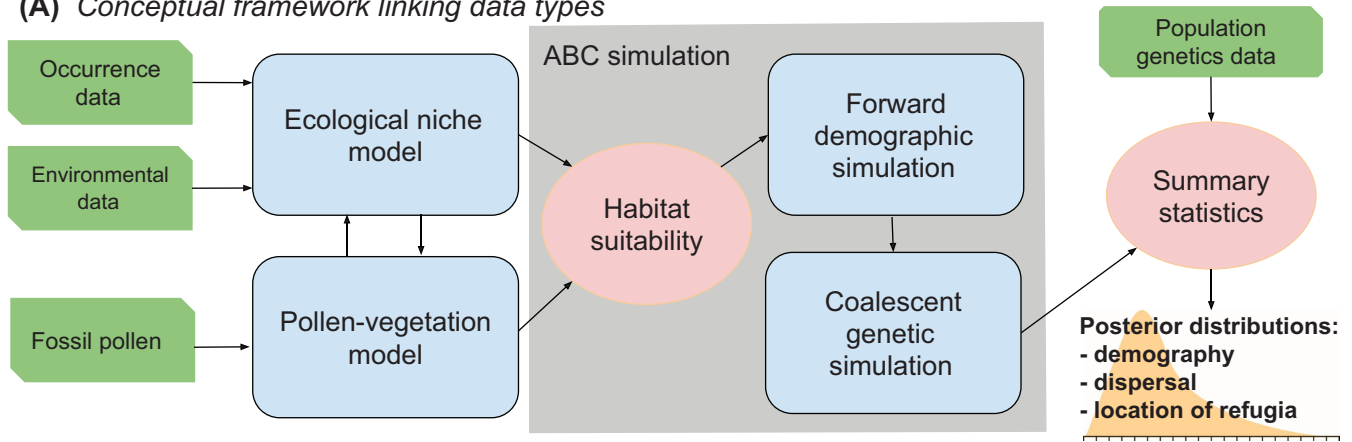 (A) Conceptual framework linking data types
Occurrence
data
Environmental
data
Fossil pollen
Ecological niche
model
Pollen-vegetation
model
ABC simulation
Habitat
suitability
Forward
demographic
simulation
Coalescent
genetic
simulation
Population
genetics data
Summary
statistics
Posterior distributions:
- demography
- dispersal
- location of refugia